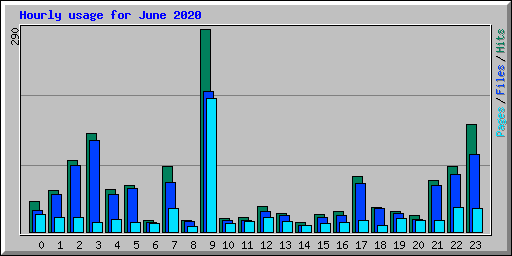 Hourly usage for June 2020
290
Pages / Files / Hits
0 1 2 3 4 5 6 7 8 9 10 11 12 13 14 15 16 17 18 19 20 21 22 23